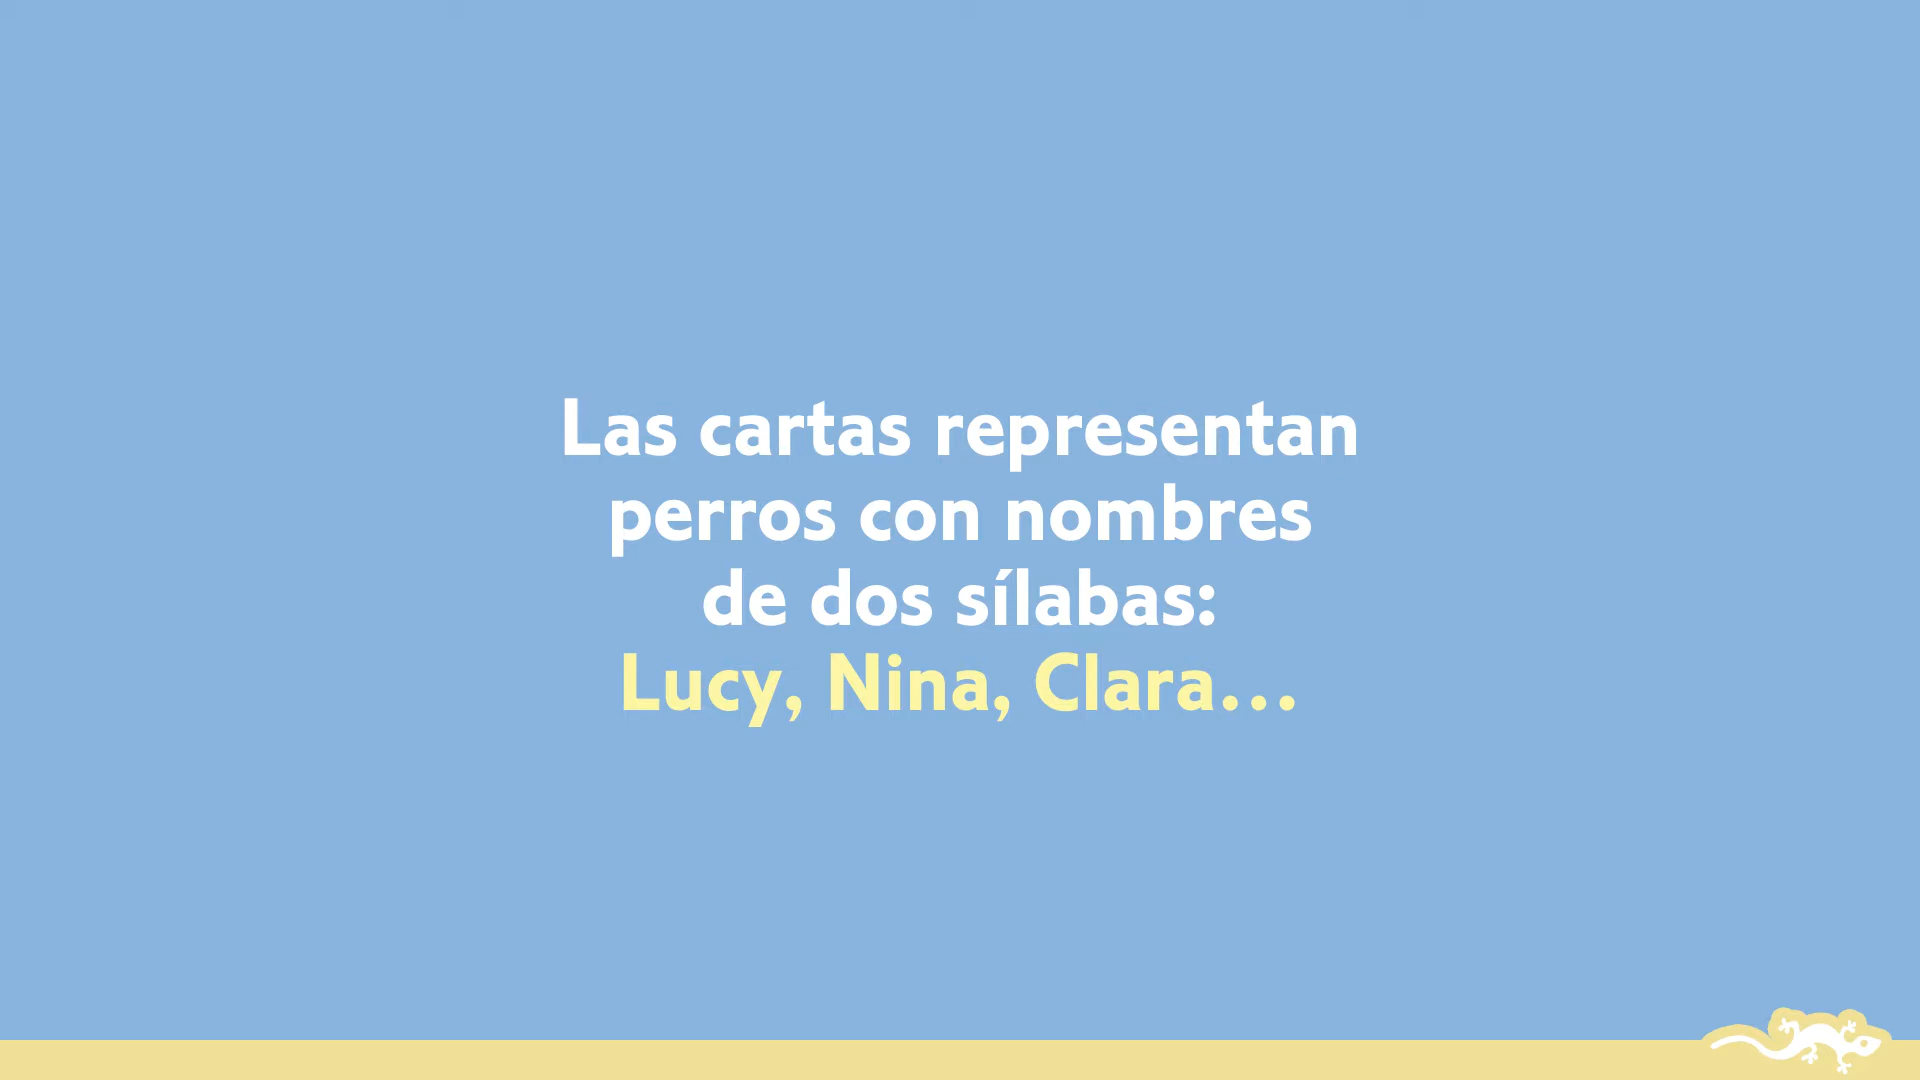 Las cartas representan
perros con nombres
de dos sílabas:
Lucy, Nina, Clara...